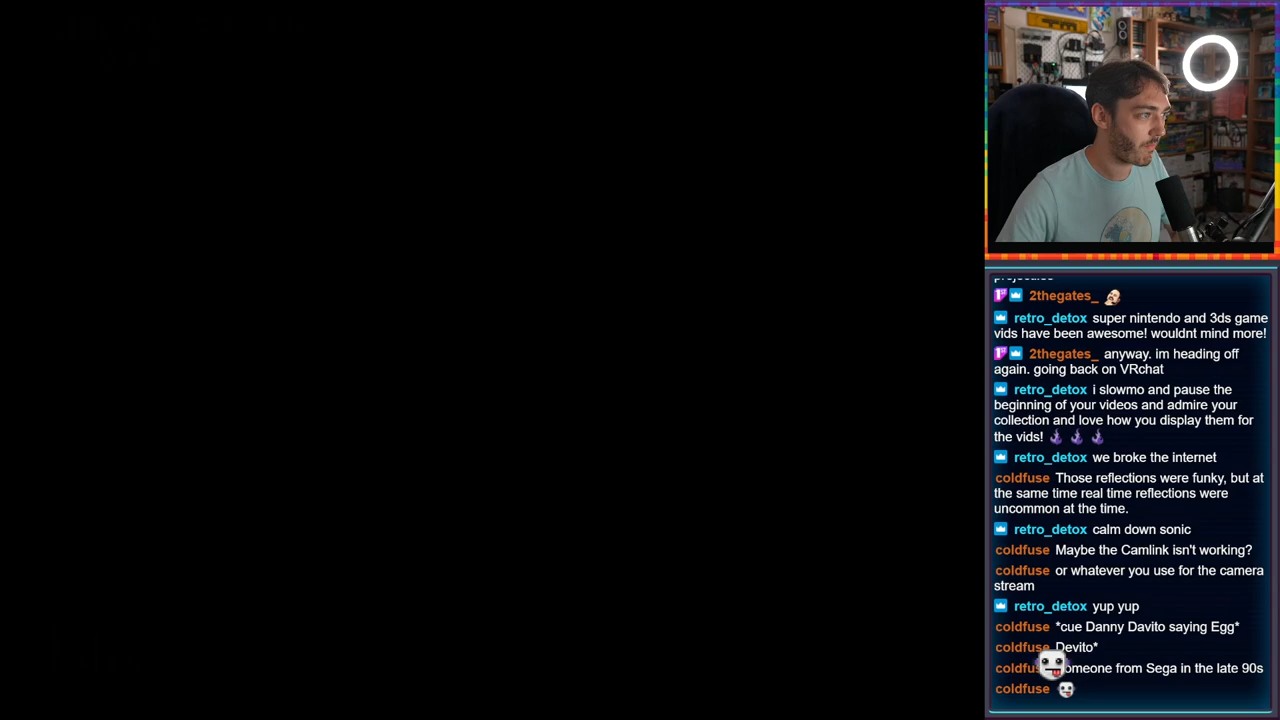 2thegates_
retro_detox super nintendo and 3ds game
vids have been awesome! wouldnt mind more!
2thegates_ anyway. im heading off
again. going back on VRchat
retro_detox i slowmo and pause the
beginning of your videos and admire your
collection and love how you display them for
the vids!
retro_detox we broke the internet
coldfuse Those reflections were funky, but at
the same time real time reflections were
uncommon at the time.
retro_detox calm down sonic
coldfuse Maybe the Camlink isn't working?
coldfuse or whatever you use for the camera
stream
retro_detox yup yup
coldfuse *cue Danny Davito saying Egg*
coldfuse Devito*
from Sega in the late 90s
coldfuse